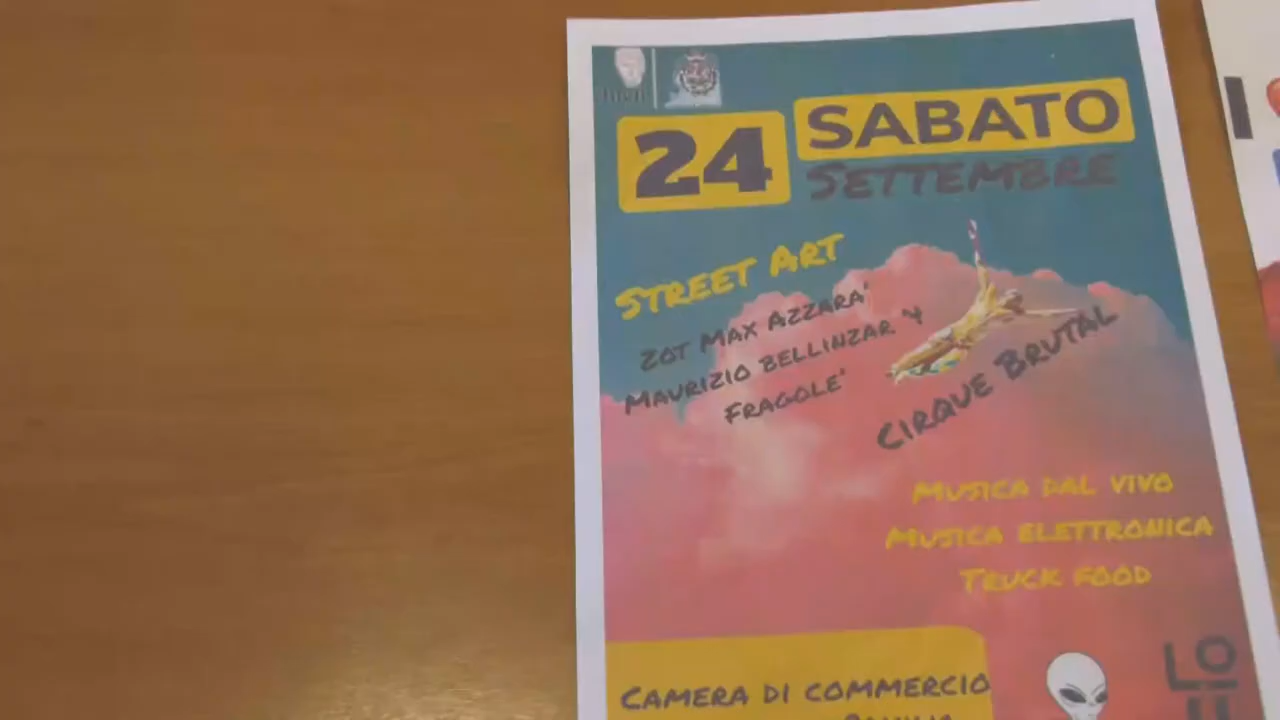 24 SABATO
SETTEMBRE
STREET ART
ZOT MAX AZZARA'
MAURIZIO BELLINZAR 4
FRAGOLE'
CIRQUE BRUTAL
MUSICA DAL VIVO
MUSICA ELETTRONICA
TRUCK FOOD
CAMERA DI COMMERCIO